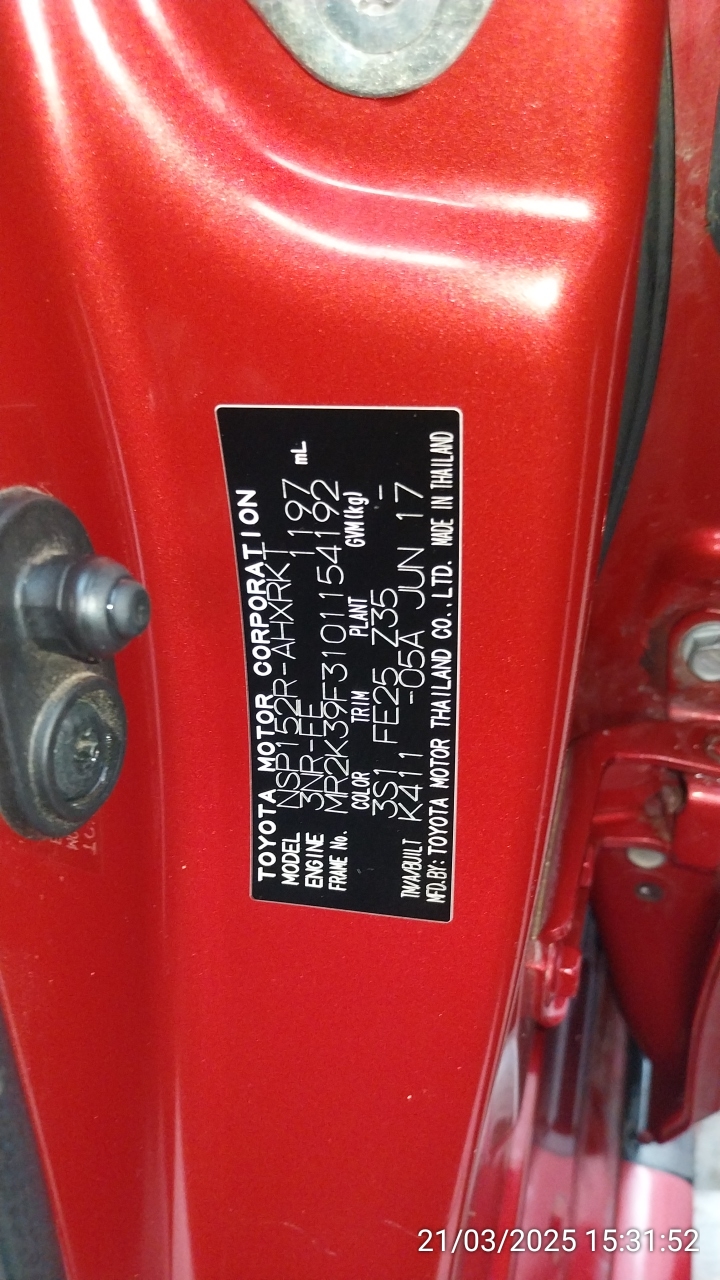 TOYOTA MOTOR CORPORATION
MODEL NSP152R-AHXRKT
ENGINE 3NR-FE 1197 mL
FRAME No. MR2K39F3101154192
COLOR TRIM PLANT GVM(kg)
3S1 FE25 Z35 -
TM/A/BUILT K411 -05A JUN 17
MFD.BY: TOYOTA MOTOR THAILAND CO.,LTD. MADE IN THAILAND
21/03/2025 15:31:52